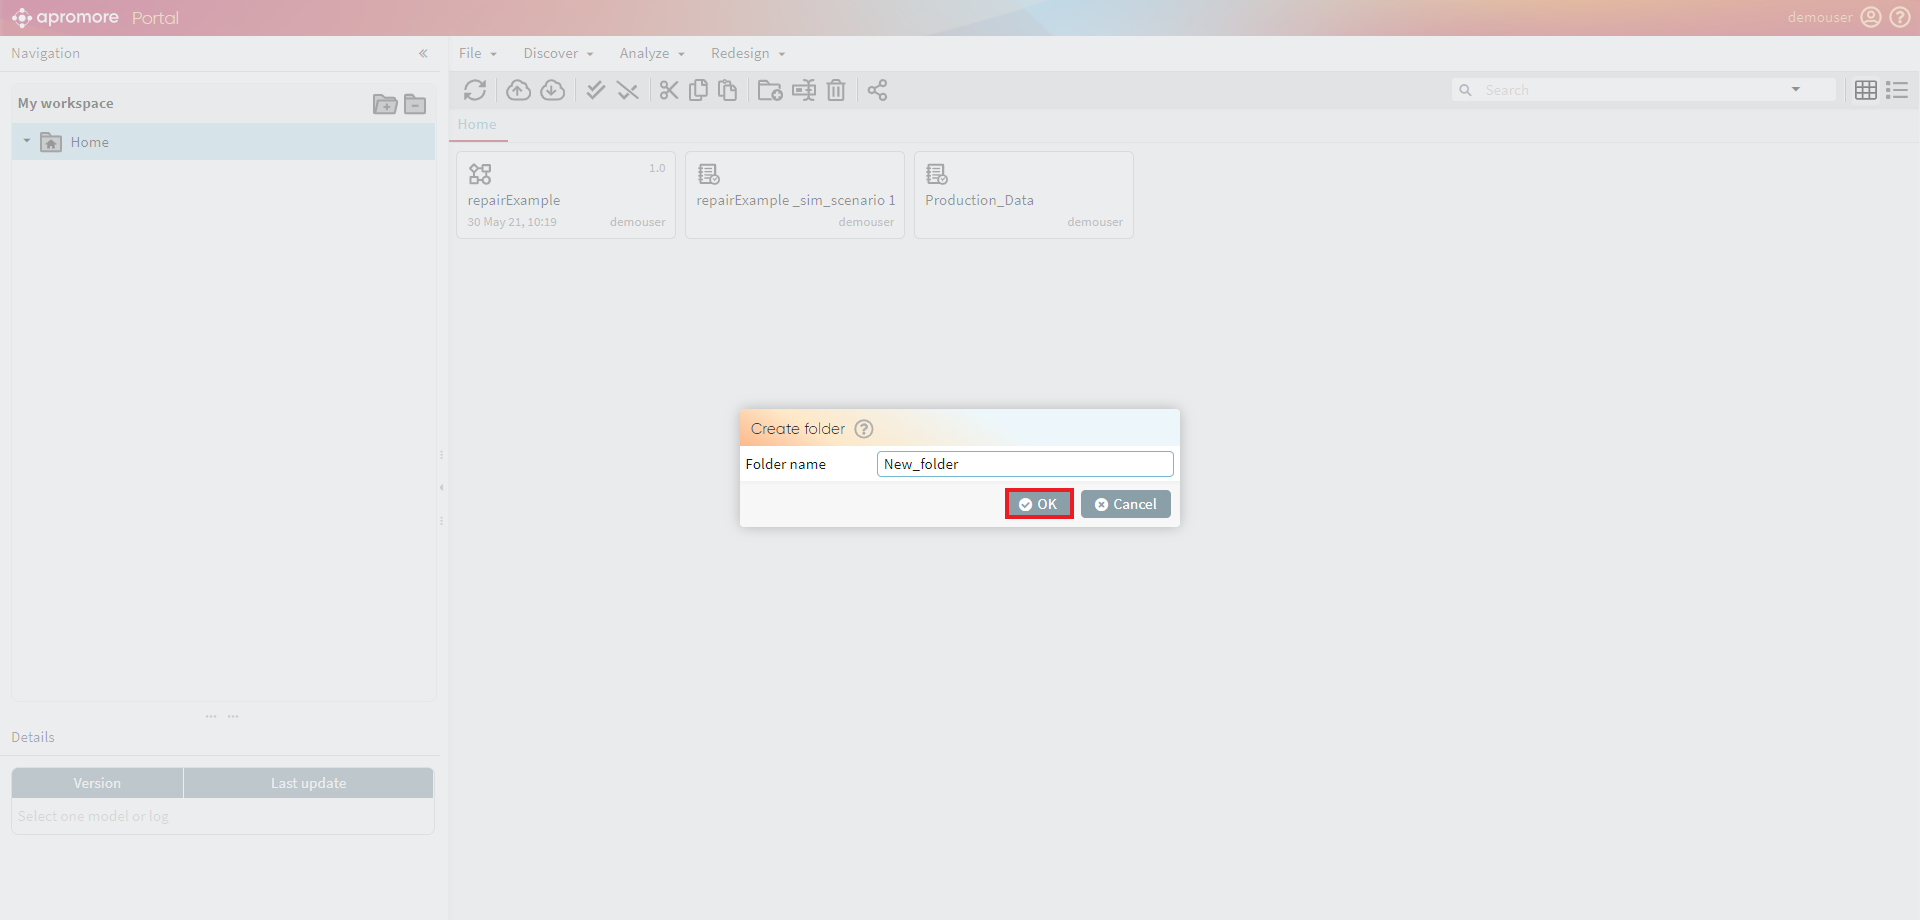 apromore Portal
demouser
Navigation
File
Discover
Analyze
Redesign
My workspace
Search
Home
Home
1.0
repairExample
30 May 21, 10:19
demouser
repairExample _sim_scenario 1
demouser
Production_Data
demouser
Create folder
Folder name
New_folder
OK
Cancel
Details
Version
Last update
Select one model or log